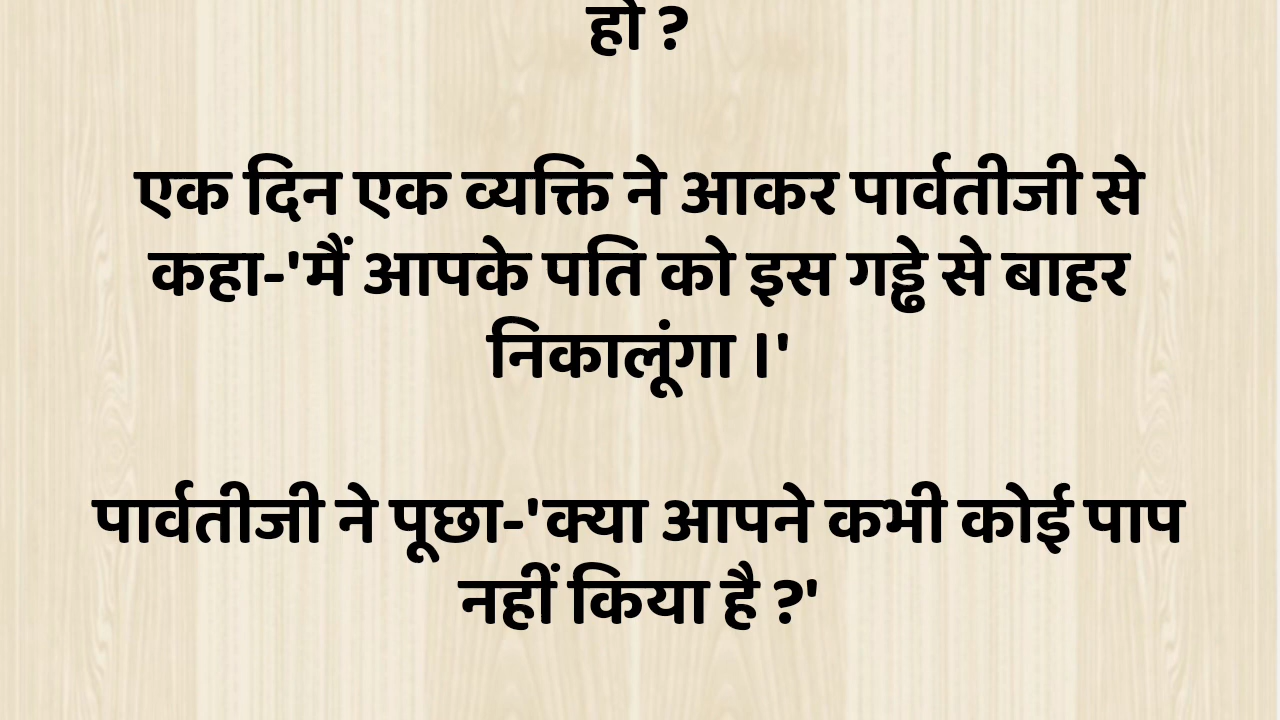 हो ?
एक दिन एक व्यक्ति ने आकर पार्वतीजी से
कहा-'मैं आपके पति को इस गड्ढे से बाहर
निकालूंगा ।'
पार्वतीजी ने पूछा-'क्या आपने कभी कोई पाप
नहीं किया है ?'